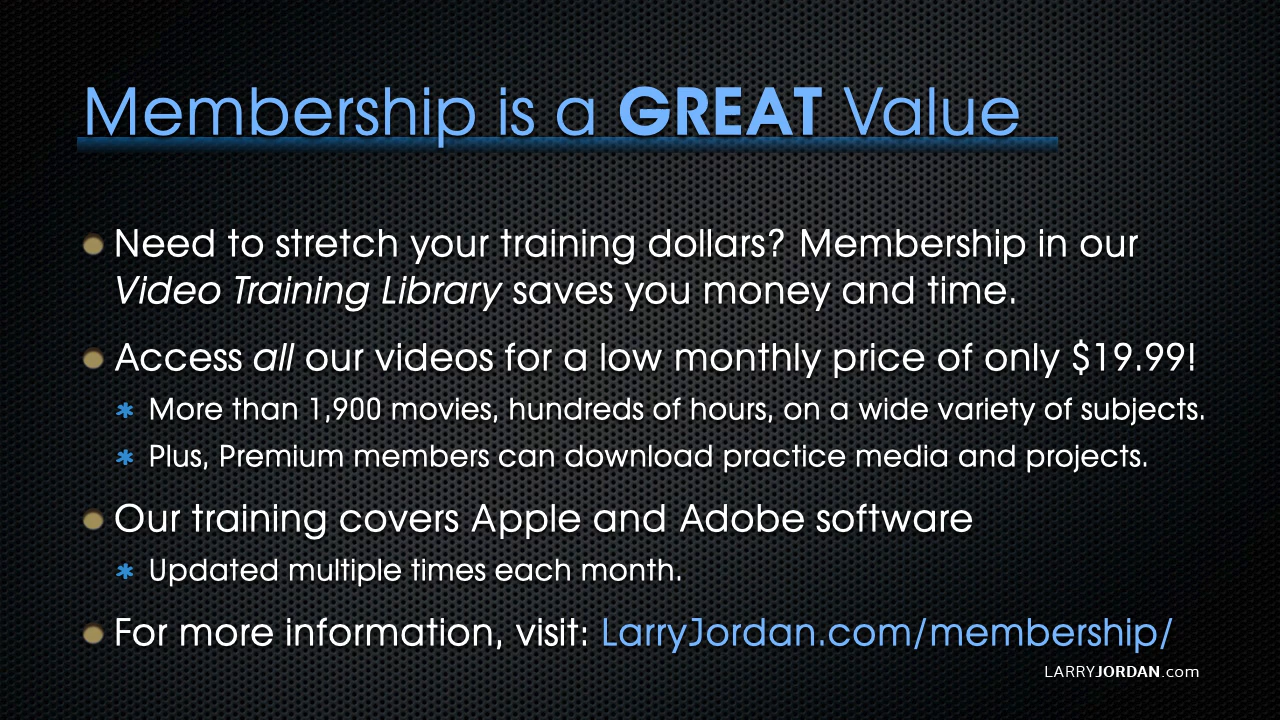 Membership is a GREAT Value
Need to stretch your training dollars? Membership in our
Video Training Library saves you money and time.
Access all our videos for a low monthly price of only $19.99!
More than 1,900 movies, hundreds of hours, on a wide variety of subjects.
Plus, Premium members can download practice media and projects.
Our training covers Apple and Adobe software
Updated multiple times each month.
For more information, visit: LarryJordan.com/membership/
LARRYJORDAN.com